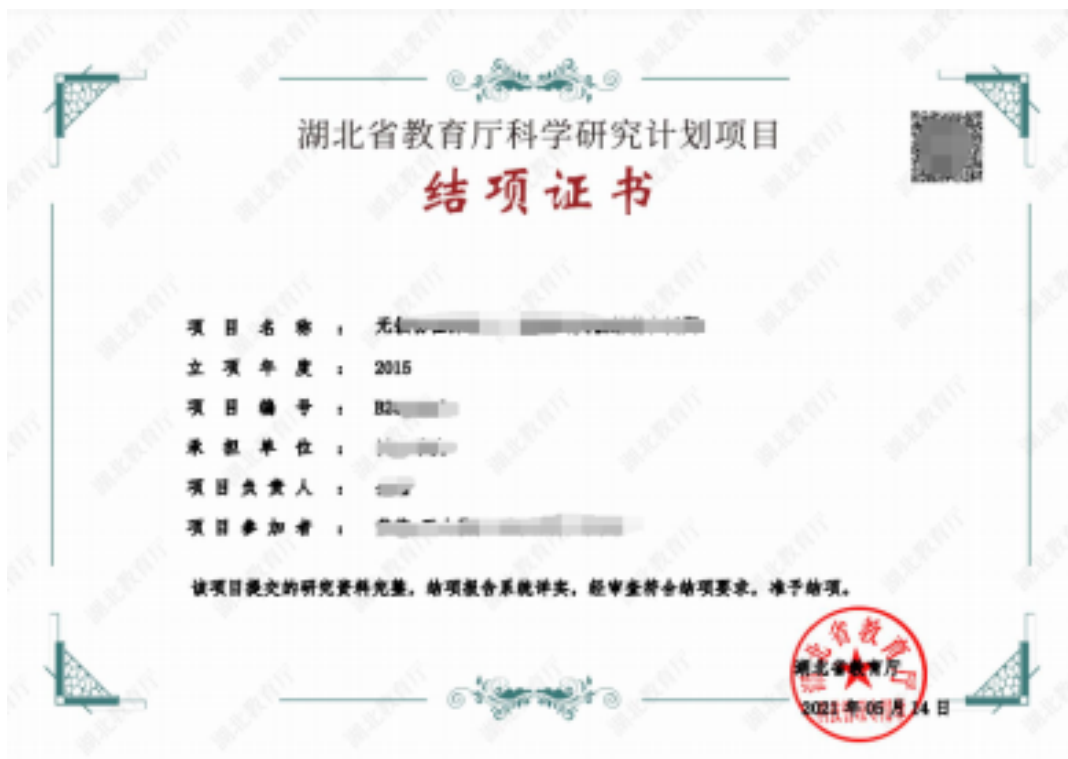 湖北省教育厅科学研究计划项目
结项证书
项目名称：
立项年度：2015
项目编号：
承担单位：
项目负责人：
项目参加者：
该项目提交的研究资料完整，结项报告系统详实，经审查符合结项要求，准予结项。
湖北省教育厅
2021年05月14日